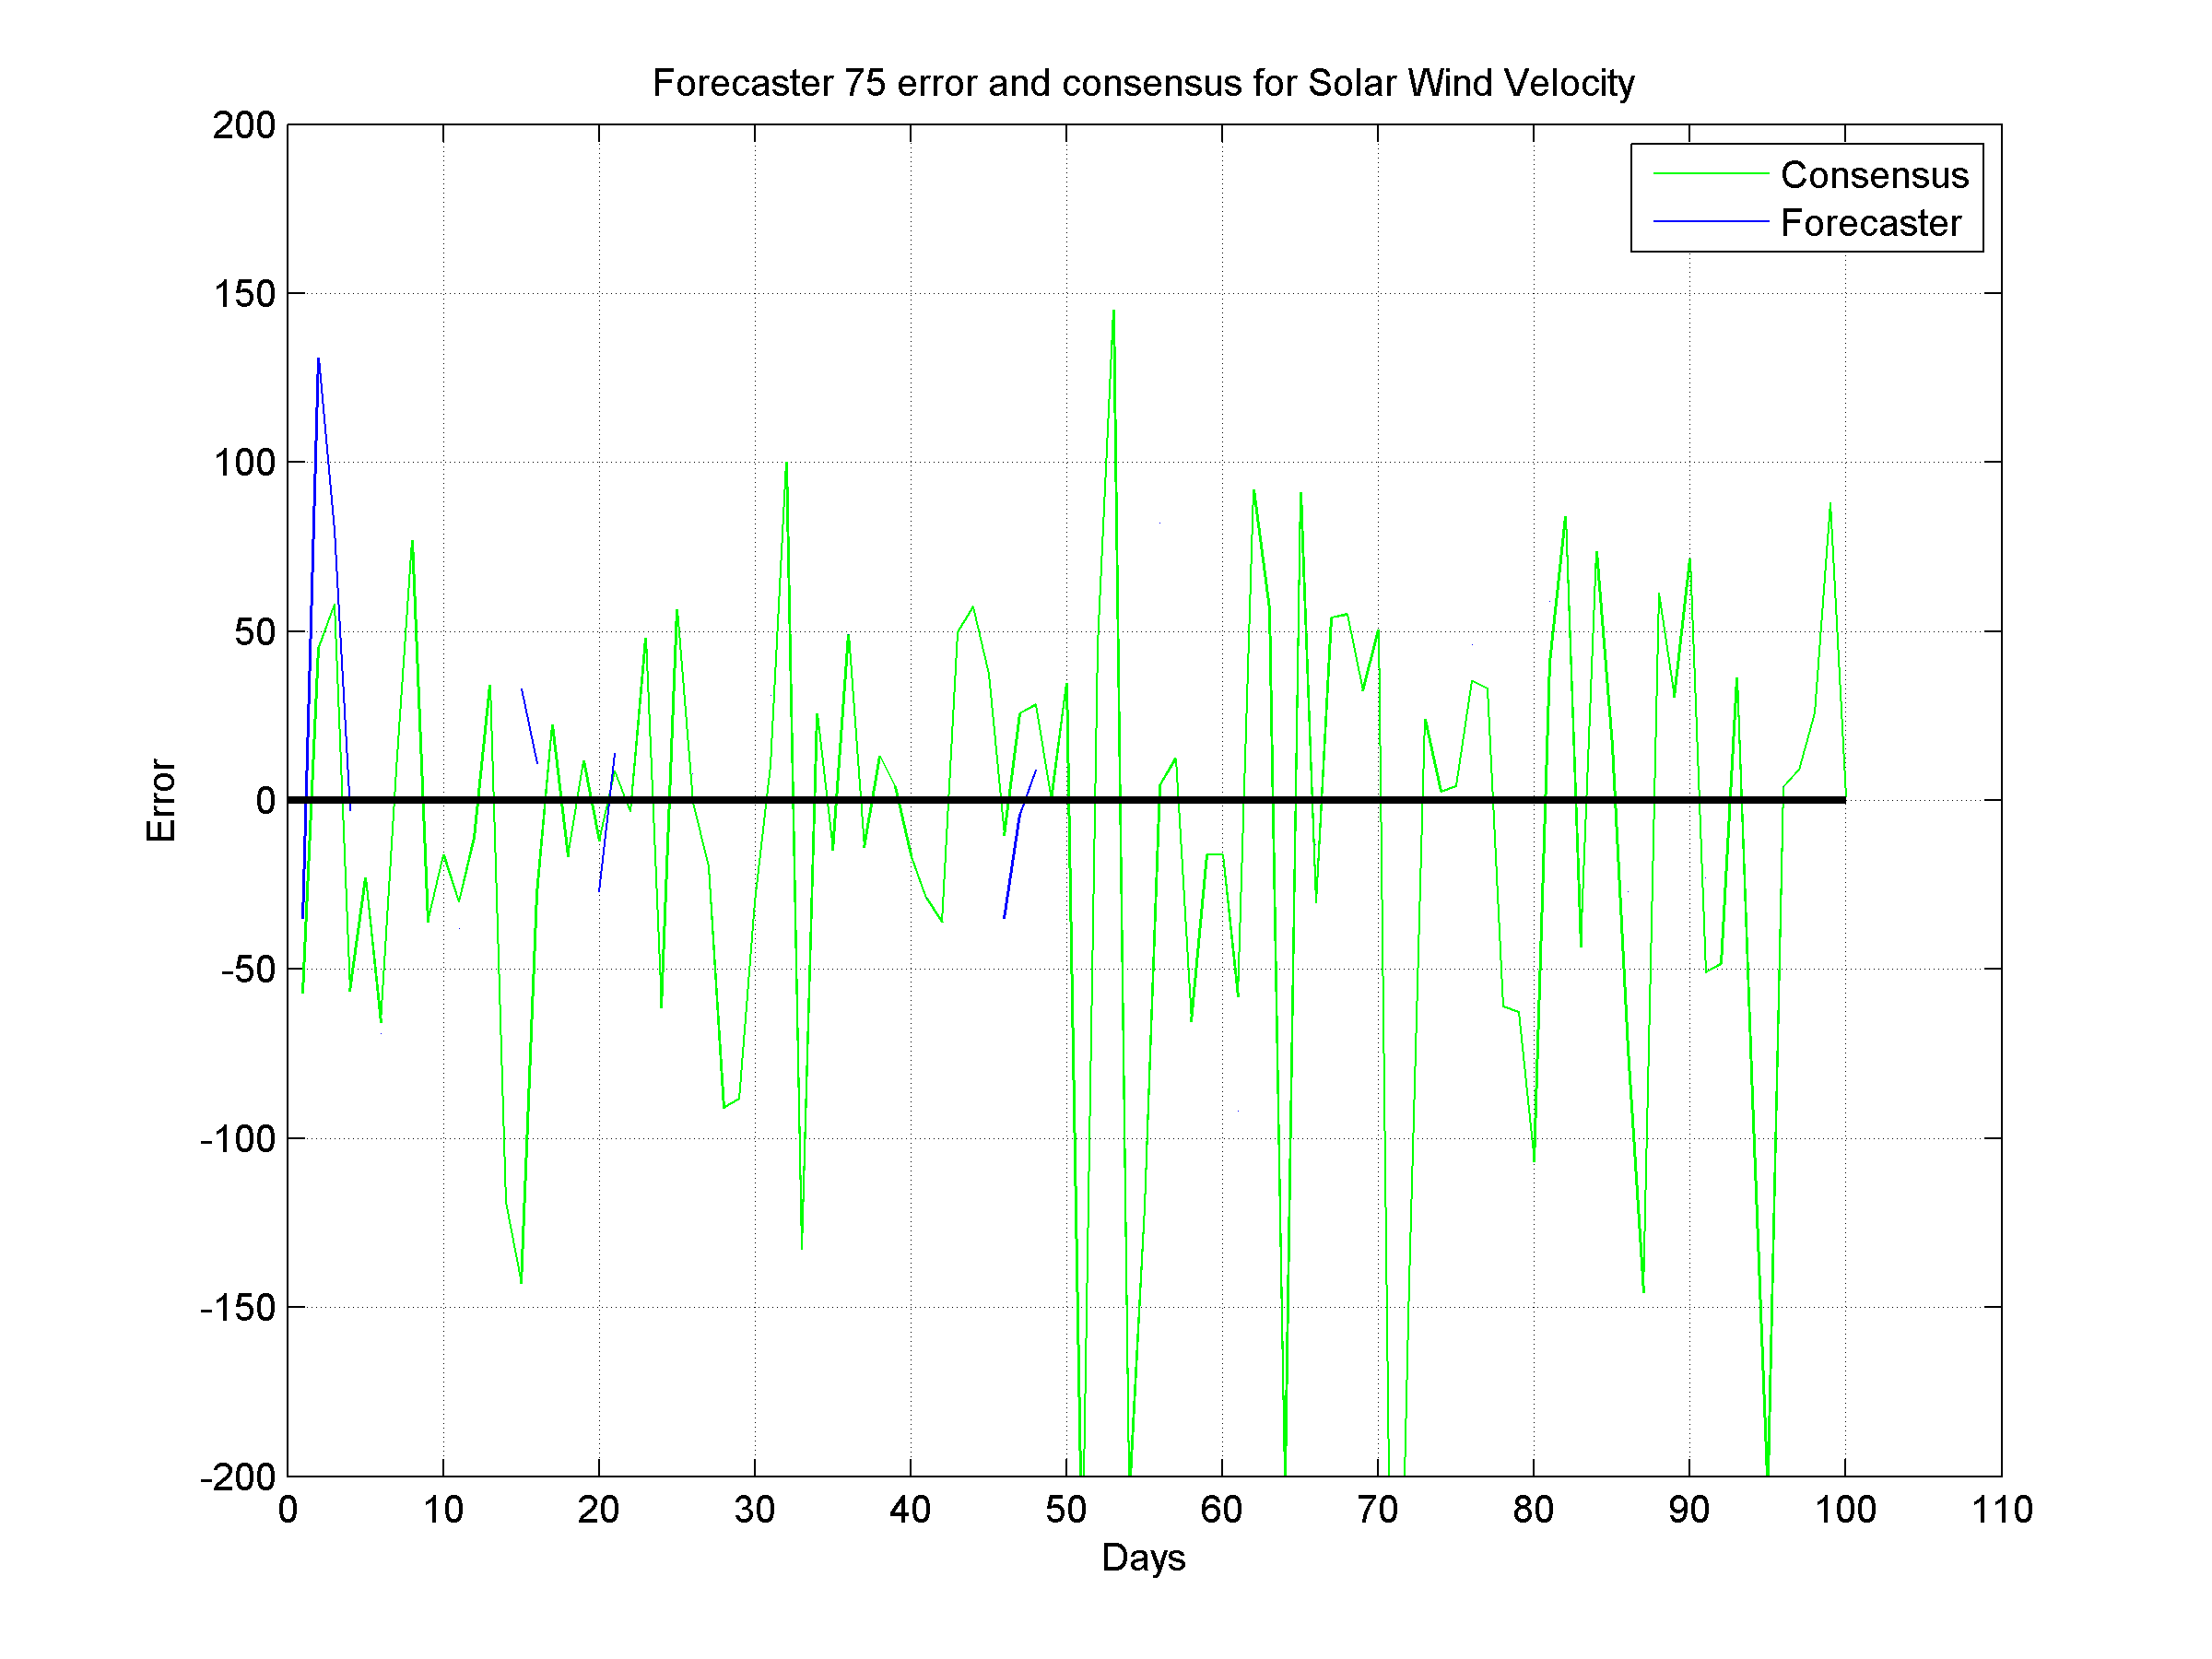 Forecaster 75 error and consensus for Solar Wind Velocity
200
150
100
50
0
-50
-100
-150
-200
Error
Consensus
Forecaster
0 10 20 30 40 50 60 70 80 90 100 110
Days